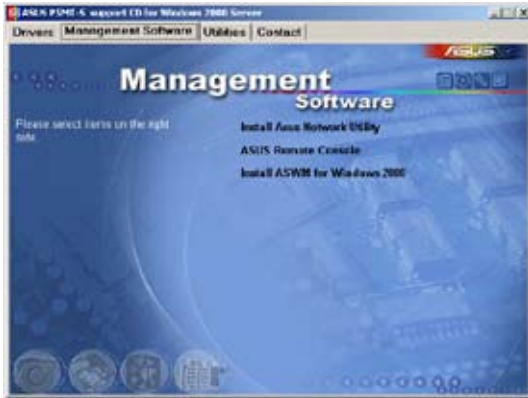 ASUS PSMT-S support CD for Windows 2000 Server
Drivers Management Software Utilities Contact
ASUS
Management
Software
Please select items on the right
side.
Install Asus Network Utility
ASUS Remote Console
Install ASWM for Windows 2000